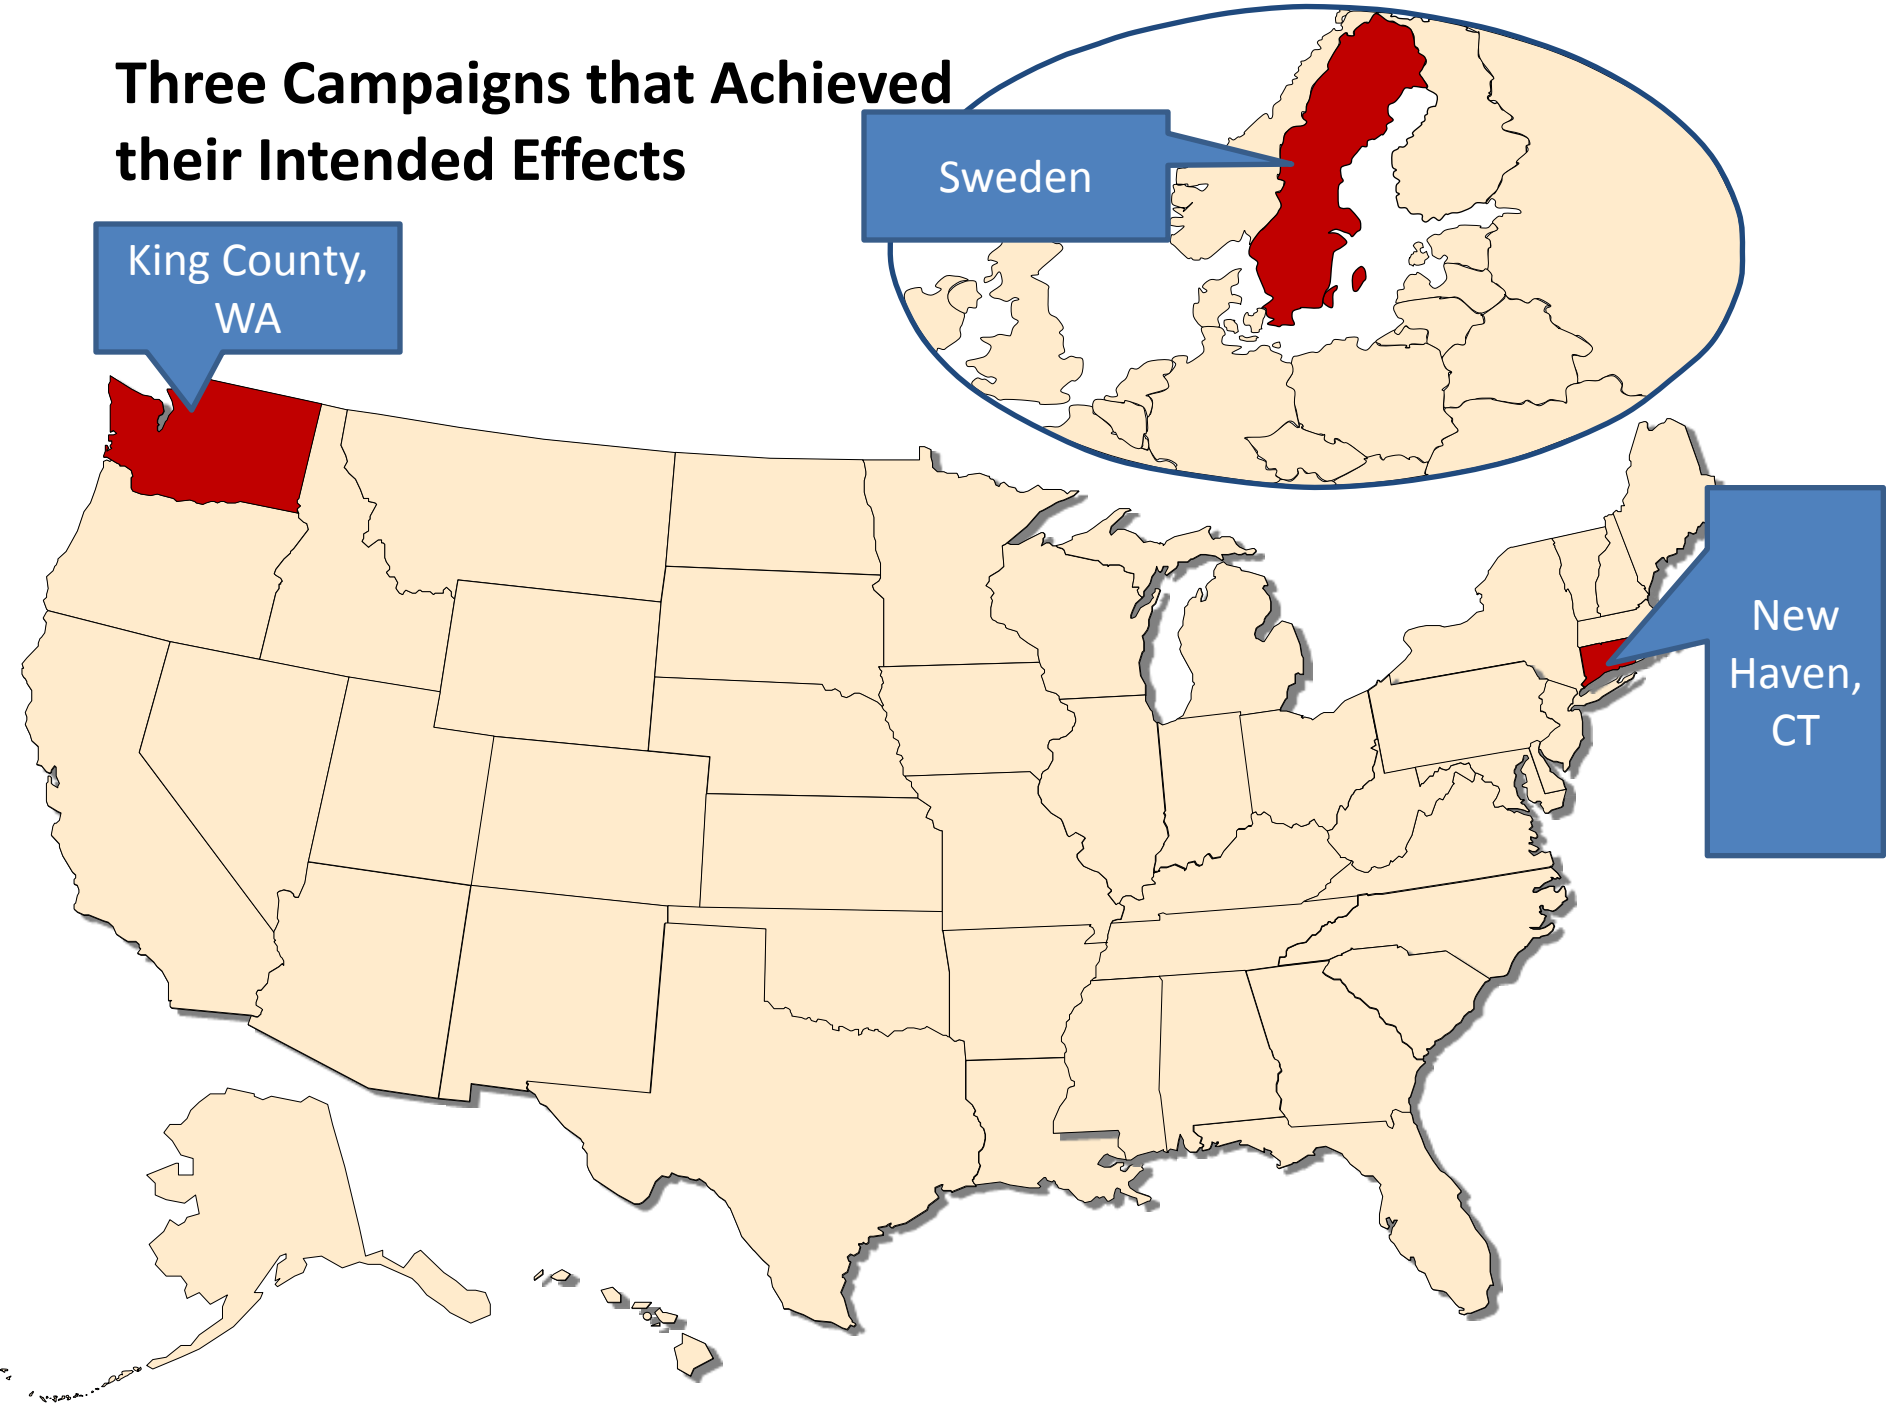 Three Campaigns that Achieved
their Intended Effects
Sweden
King County,
WA
New
Haven,
CT